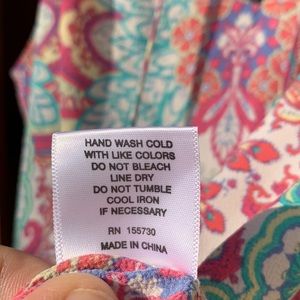 HAND WASH COLD
WITH LIKE COLORS
DO NOT BLEACH
LINE DRY
DO NOT TUMBLE
COOL IRON
IF NECESSARY
RN 155730
MADE IN CHINA